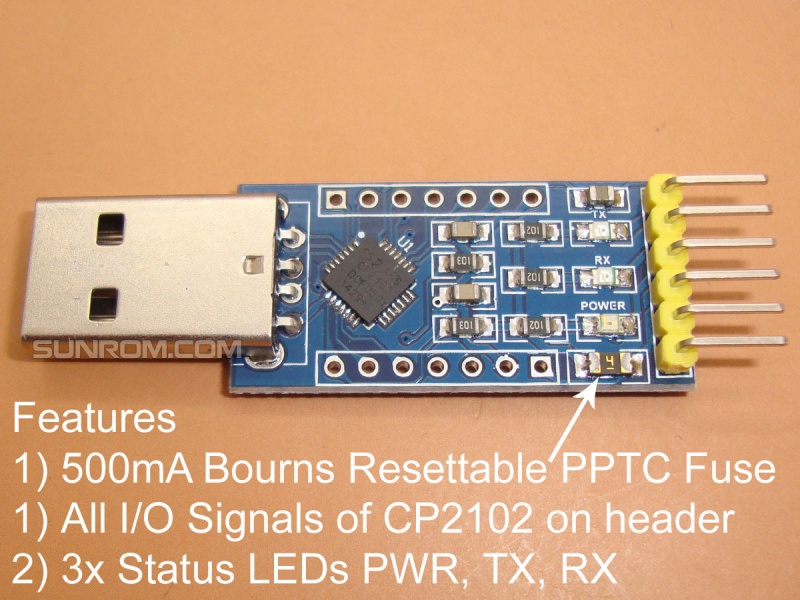 TX
U1
102
103
RX
102
POWER
103
102
4
SUNROM.COM
Features
1) 500mA Bourns Resettable PPTC Fuse
1) All I/O Signals of CP2102 on header
2) 3x Status LEDs PWR, TX, RX